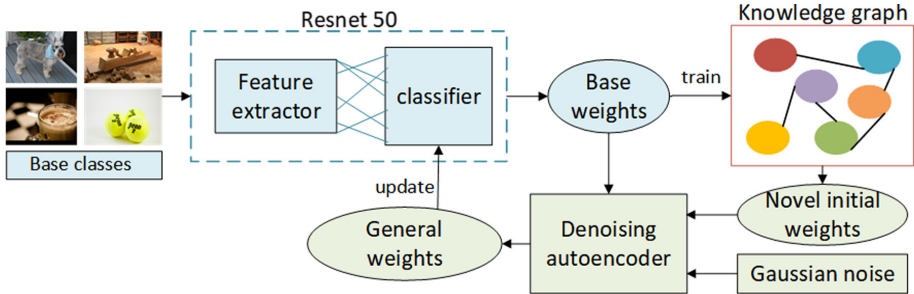 Resnet 50
Knowledge graph
Feature
extractor
classifier
Base
weights
train
Base classes
update
General
weights
Denoising
autoencoder
Novel initial
weights
Gaussian noise